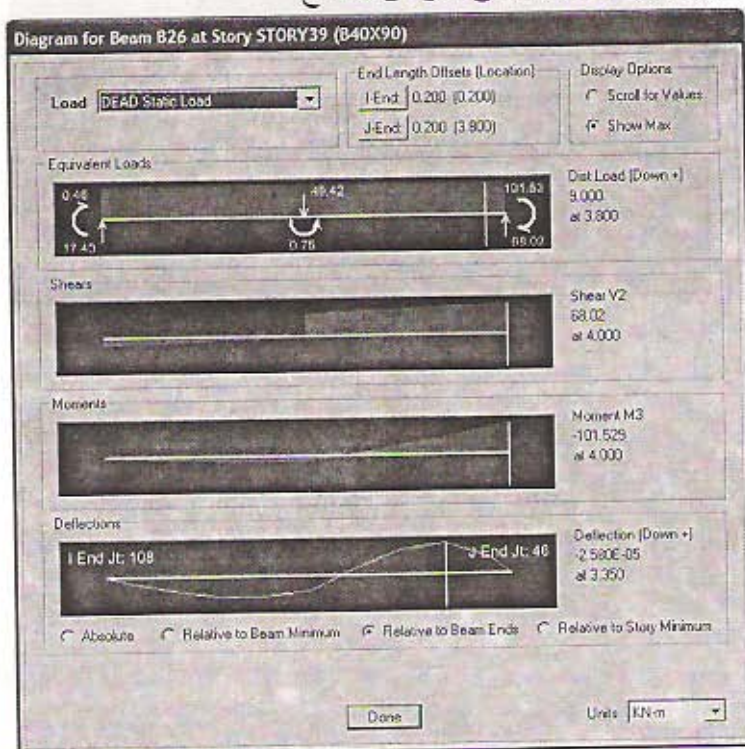 Diagram for Beam B26 at Story STORY39 (B40X90)
Load DEAD Static Load
End Length Offsets (Location)
I-End: 0.200 (0.200)
J-End: 0.200 (3.800)
Display Options
Scroll for Values
Show Max
Equivalent Loads
0.46
49.42
101.53
17.43
0.75
68.02
Dist Load (Down +)
9.000
at 3.800
Shears
Shear V2
68.02
at 4.000
Moments
Moment M3
-101.529
at 4.000
Deflections
I End Jt: 108
J End Jt: 46
Deflection (Down +)
-2.580E-05
at 3.350
Absolute
Relative to Beam Minimum
Relative to Beam Ends
Relative to Story Minimum
Done
Units KN-m